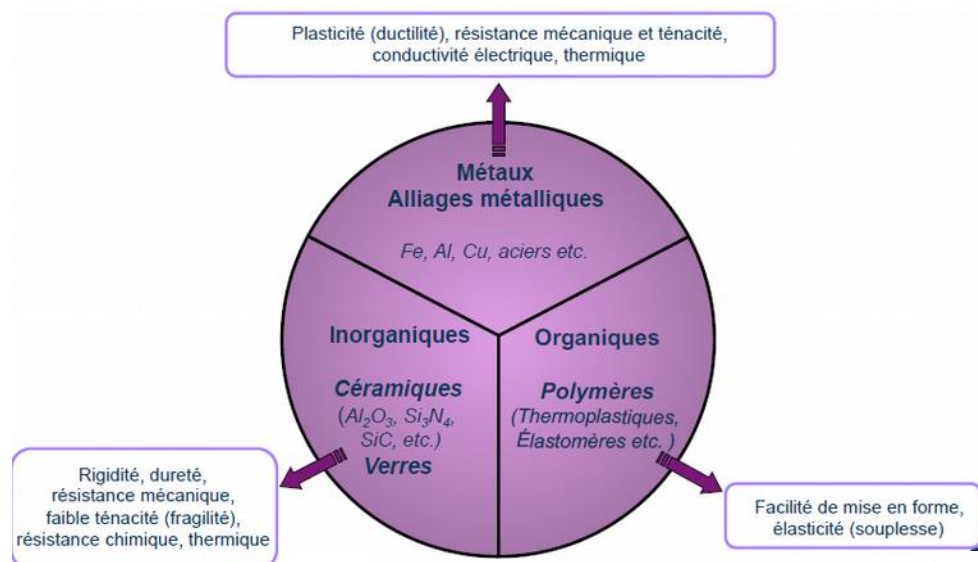 Plasticité (ductilité), résistance mécanique et ténacité,
conductivité électrique, thermique
Métaux
Alliages métalliques
Fe, Al, Cu, aciers etc.
Inorganiques
Céramiques
(Al₂O₃, Si₃N₄,
SiC, etc.)
Verres
Organiques
Polymères
(Thermoplastiques,
Élastomères etc. )
Rigidité, dureté,
résistance mécanique,
faible ténacité (fragilité),
résistance chimique, thermique
Facilité de mise en forme,
élasticité (souplesse)